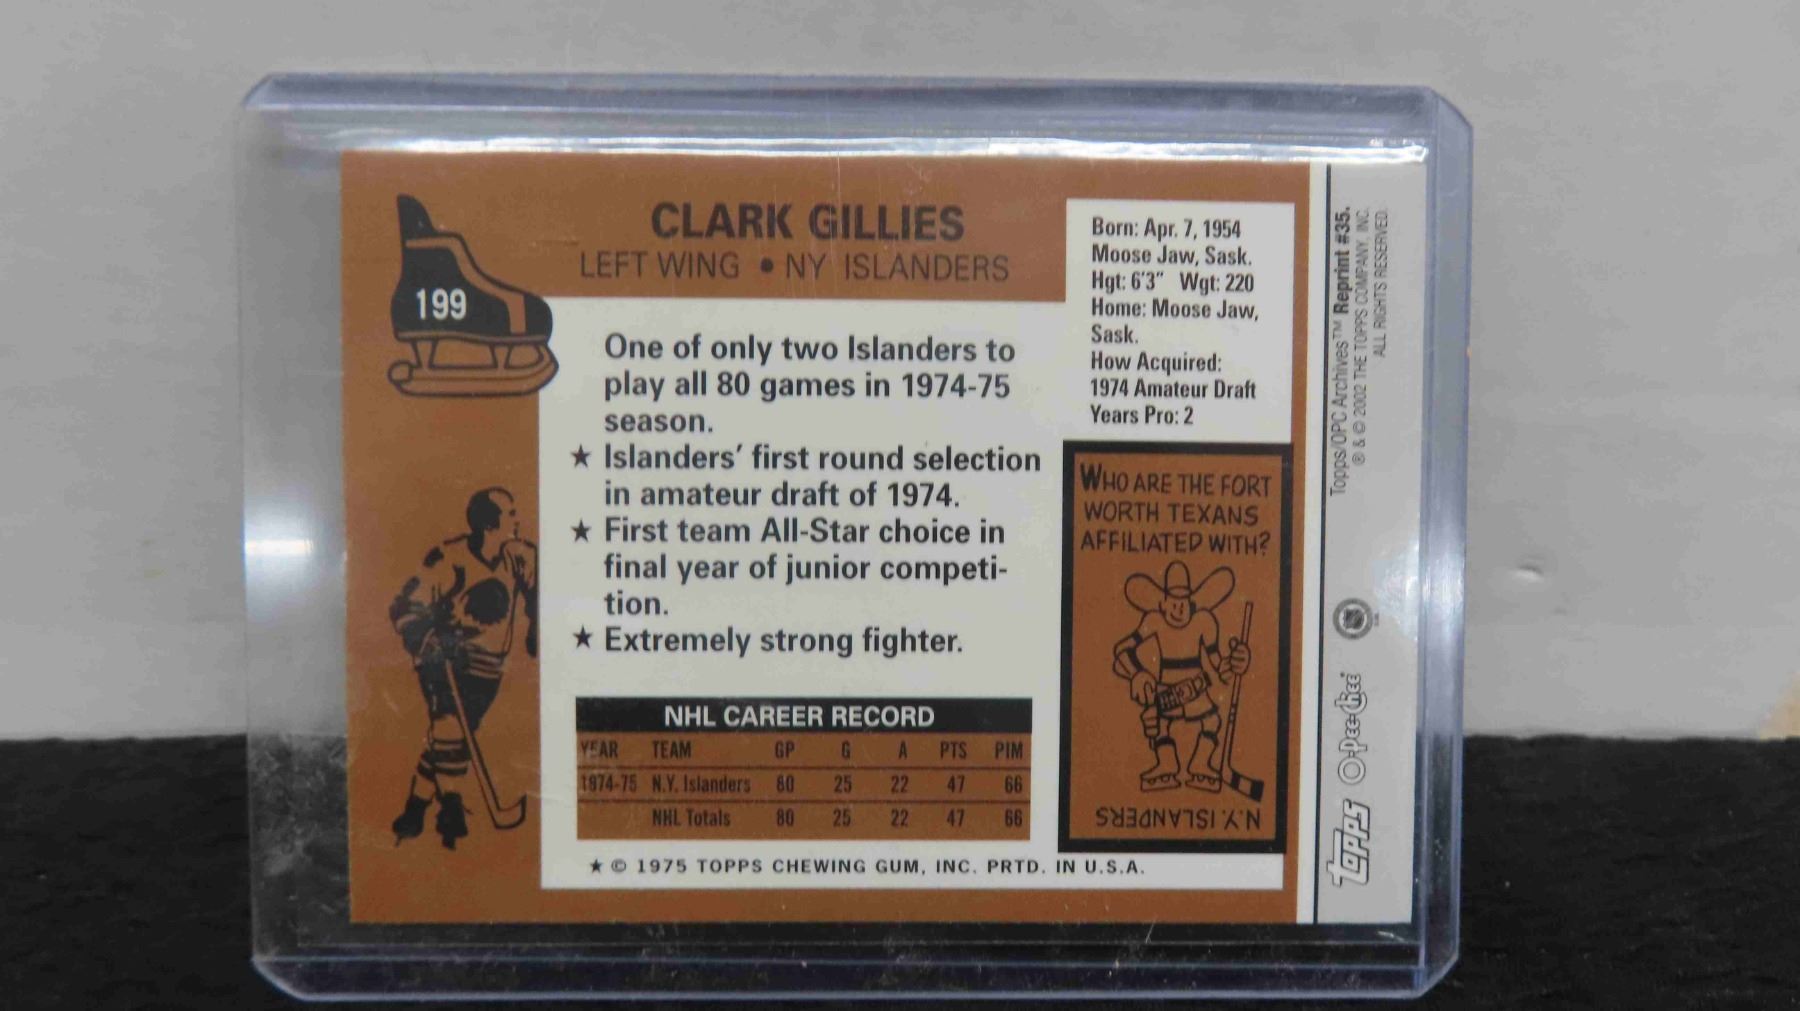 199
CLARK GILLIES
LEFT WING • NY ISLANDERS
Born: Apr. 7, 1954
Moose Jaw, Sask.
Hgt: 6'3" Wgt: 220
Home: Moose Jaw,
Sask.
How Acquired:
1974 Amateur Draft
Years Pro: 2
One of only two Islanders to
play all 80 games in 1974-75
season.
★ Islanders' first round selection
in amateur draft of 1974.
★ First team All-Star choice in
final year of junior competi-
tion.
★ Extremely strong fighter.
NHL CAREER RECORD
YEAR TEAM GP G A PTS PIM
1974-75 N.Y. Islanders 80 25 22 47 66
NHL Totals 80 25 22 47 66
★ © 1975 TOPPS CHEWING GUM, INC. PRTD. IN U.S.A.
WHO ARE THE FORT
WORTH TEXANS
AFFILIATED WITH?
N.Y. ISLANDERS
Topps/OPC Archives™ Reprint #35.
® & © 2002 THE TOPPS COMPANY, INC.
ALL RIGHTS RESERVED.
Topps O-Pee-Chee